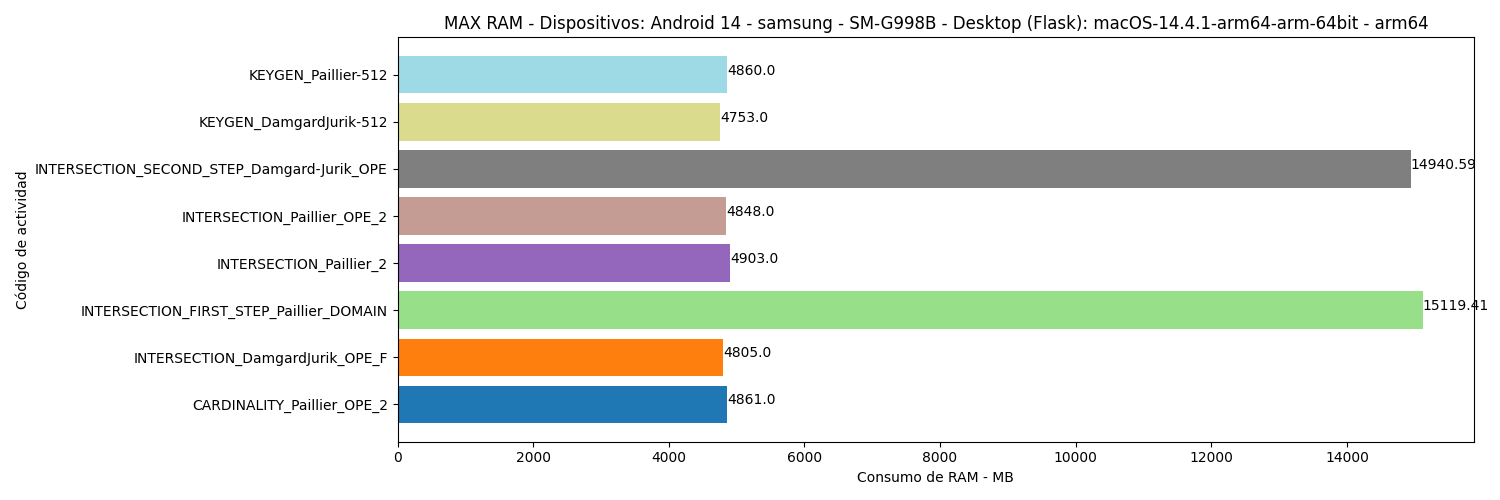 MAX RAM - Dispositivos: Android 14 - samsung - SM-G998B - Desktop (Flask): macOS-14.4.1-arm64-arm-64bit - arm64
Código de actividad
KEYGEN_Paillier-512 4860.0
KEYGEN_DamgardJurik-512 4753.0
INTERSECTION_SECOND_STEP_Damgard-Jurik_OPE 14940.59
INTERSECTION_Paillier_OPE_2 4848.0
INTERSECTION_Paillier_2 4903.0
INTERSECTION_FIRST_STEP_Paillier_DOMAIN 15119.41
INTERSECTION_DamgardJurik_OPE_F 4805.0
CARDINALITY_Paillier_OPE_2 4861.0
0 2000 4000 6000 8000 10000 12000 14000
Consumo de RAM - MB